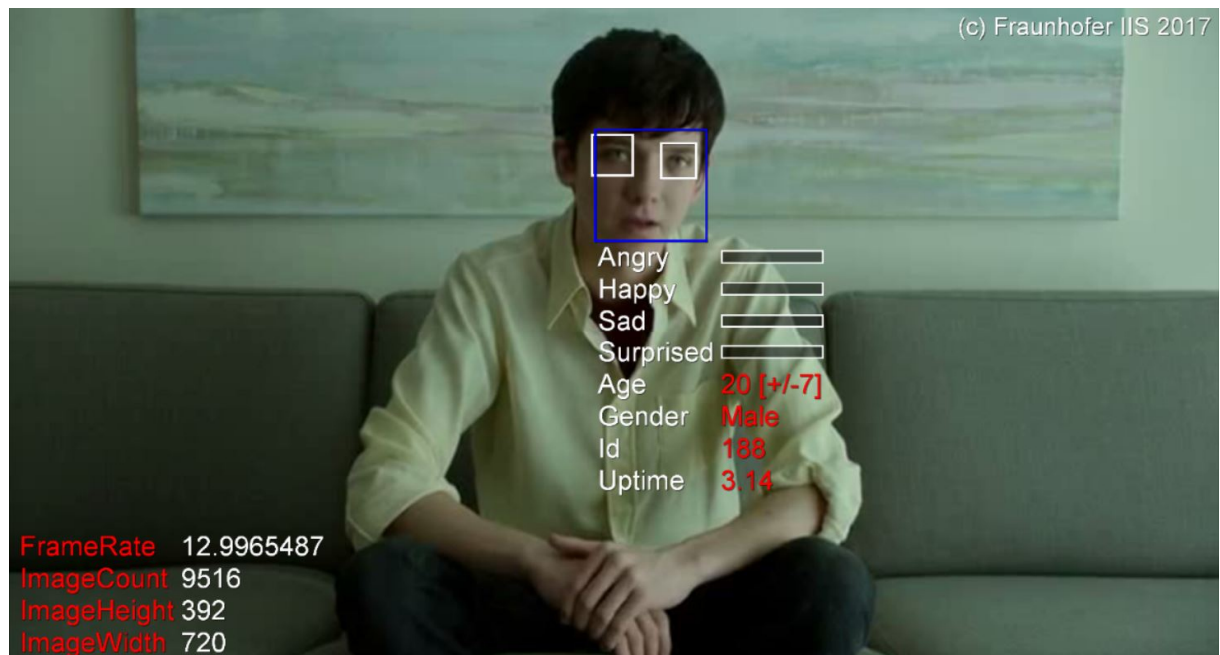 (c) Fraunhofer IIS 2017
Angry
Happy
Sad
Surprised
Age 20 [+/-7]
Gender Male
Id 188
Uptime 3.14
FrameRate 12.9965487
ImageCount 9516
ImageHeight 392
ImageWidth 720